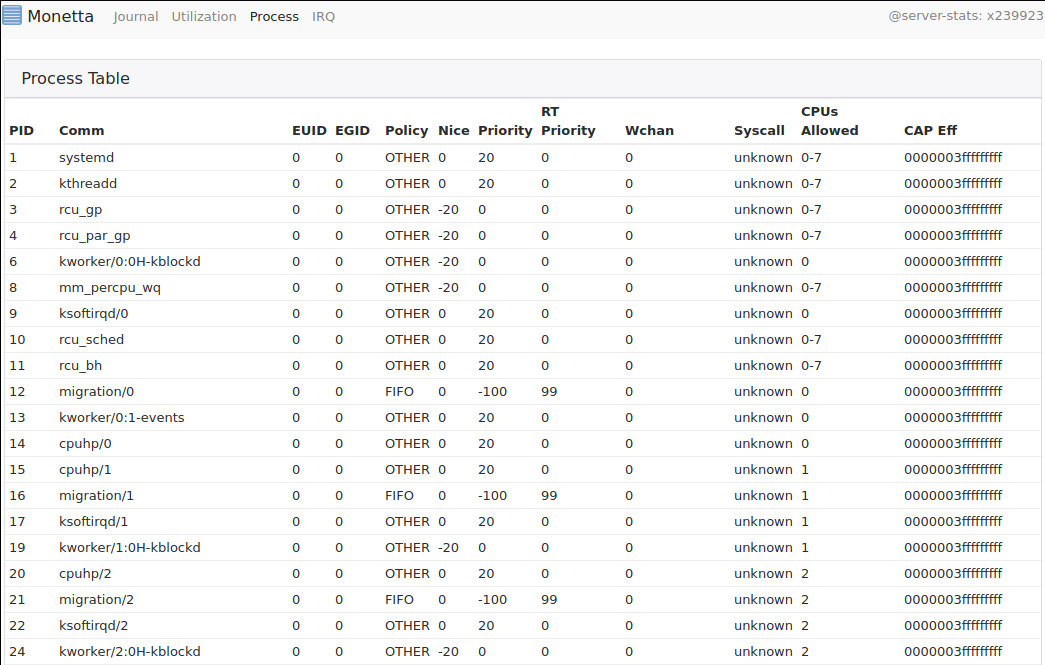 Monetta Journal Utilization Process IRQ @server-stats: x239923
Process Table
PID Comm EUID EGID Policy Nice Priority RT Priority Wchan Syscall CPUs Allowed CAP Eff
1 systemd 0 0 OTHER 0 20 0 0 unknown 0-7 0000003fffffffff
2 kthreadd 0 0 OTHER 0 20 0 0 unknown 0-7 0000003fffffffff
3 rcu_gp 0 0 OTHER -20 0 0 0 unknown 0-7 0000003fffffffff
4 rcu_par_gp 0 0 OTHER -20 0 0 0 unknown 0-7 0000003fffffffff
6 kworker/0:0H-kblockd 0 0 OTHER -20 0 0 0 unknown 0 0000003fffffffff
8 mm_percpu_wq 0 0 OTHER -20 0 0 0 unknown 0-7 0000003fffffffff
9 ksoftirqd/0 0 0 OTHER 0 20 0 0 unknown 0 0000003fffffffff
10 rcu_sched 0 0 OTHER 0 20 0 0 unknown 0-7 0000003fffffffff
11 rcu_bh 0 0 OTHER 0 20 0 0 unknown 0-7 0000003fffffffff
12 migration/0 0 0 FIFO 0 -100 99 0 unknown 0 0000003fffffffff
13 kworker/0:1-events 0 0 OTHER 0 20 0 0 unknown 0 0000003fffffffff
14 cpuhp/0 0 0 OTHER 0 20 0 0 unknown 0 0000003fffffffff
15 cpuhp/1 0 0 OTHER 0 20 0 0 unknown 1 0000003fffffffff
16 migration/1 0 0 FIFO 0 -100 99 0 unknown 1 0000003fffffffff
17 ksoftirqd/1 0 0 OTHER 0 20 0 0 unknown 1 0000003fffffffff
19 kworker/1:0H-kblockd 0 0 OTHER -20 0 0 0 unknown 1 0000003fffffffff
20 cpuhp/2 0 0 OTHER 0 20 0 0 unknown 2 0000003fffffffff
21 migration/2 0 0 FIFO 0 -100 99 0 unknown 2 0000003fffffffff
22 ksoftirqd/2 0 0 OTHER 0 20 0 0 unknown 2 0000003fffffffff
24 kworker/2:0H-kblockd 0 0 OTHER -20 0 0 0 unknown 2 0000003fffffffff